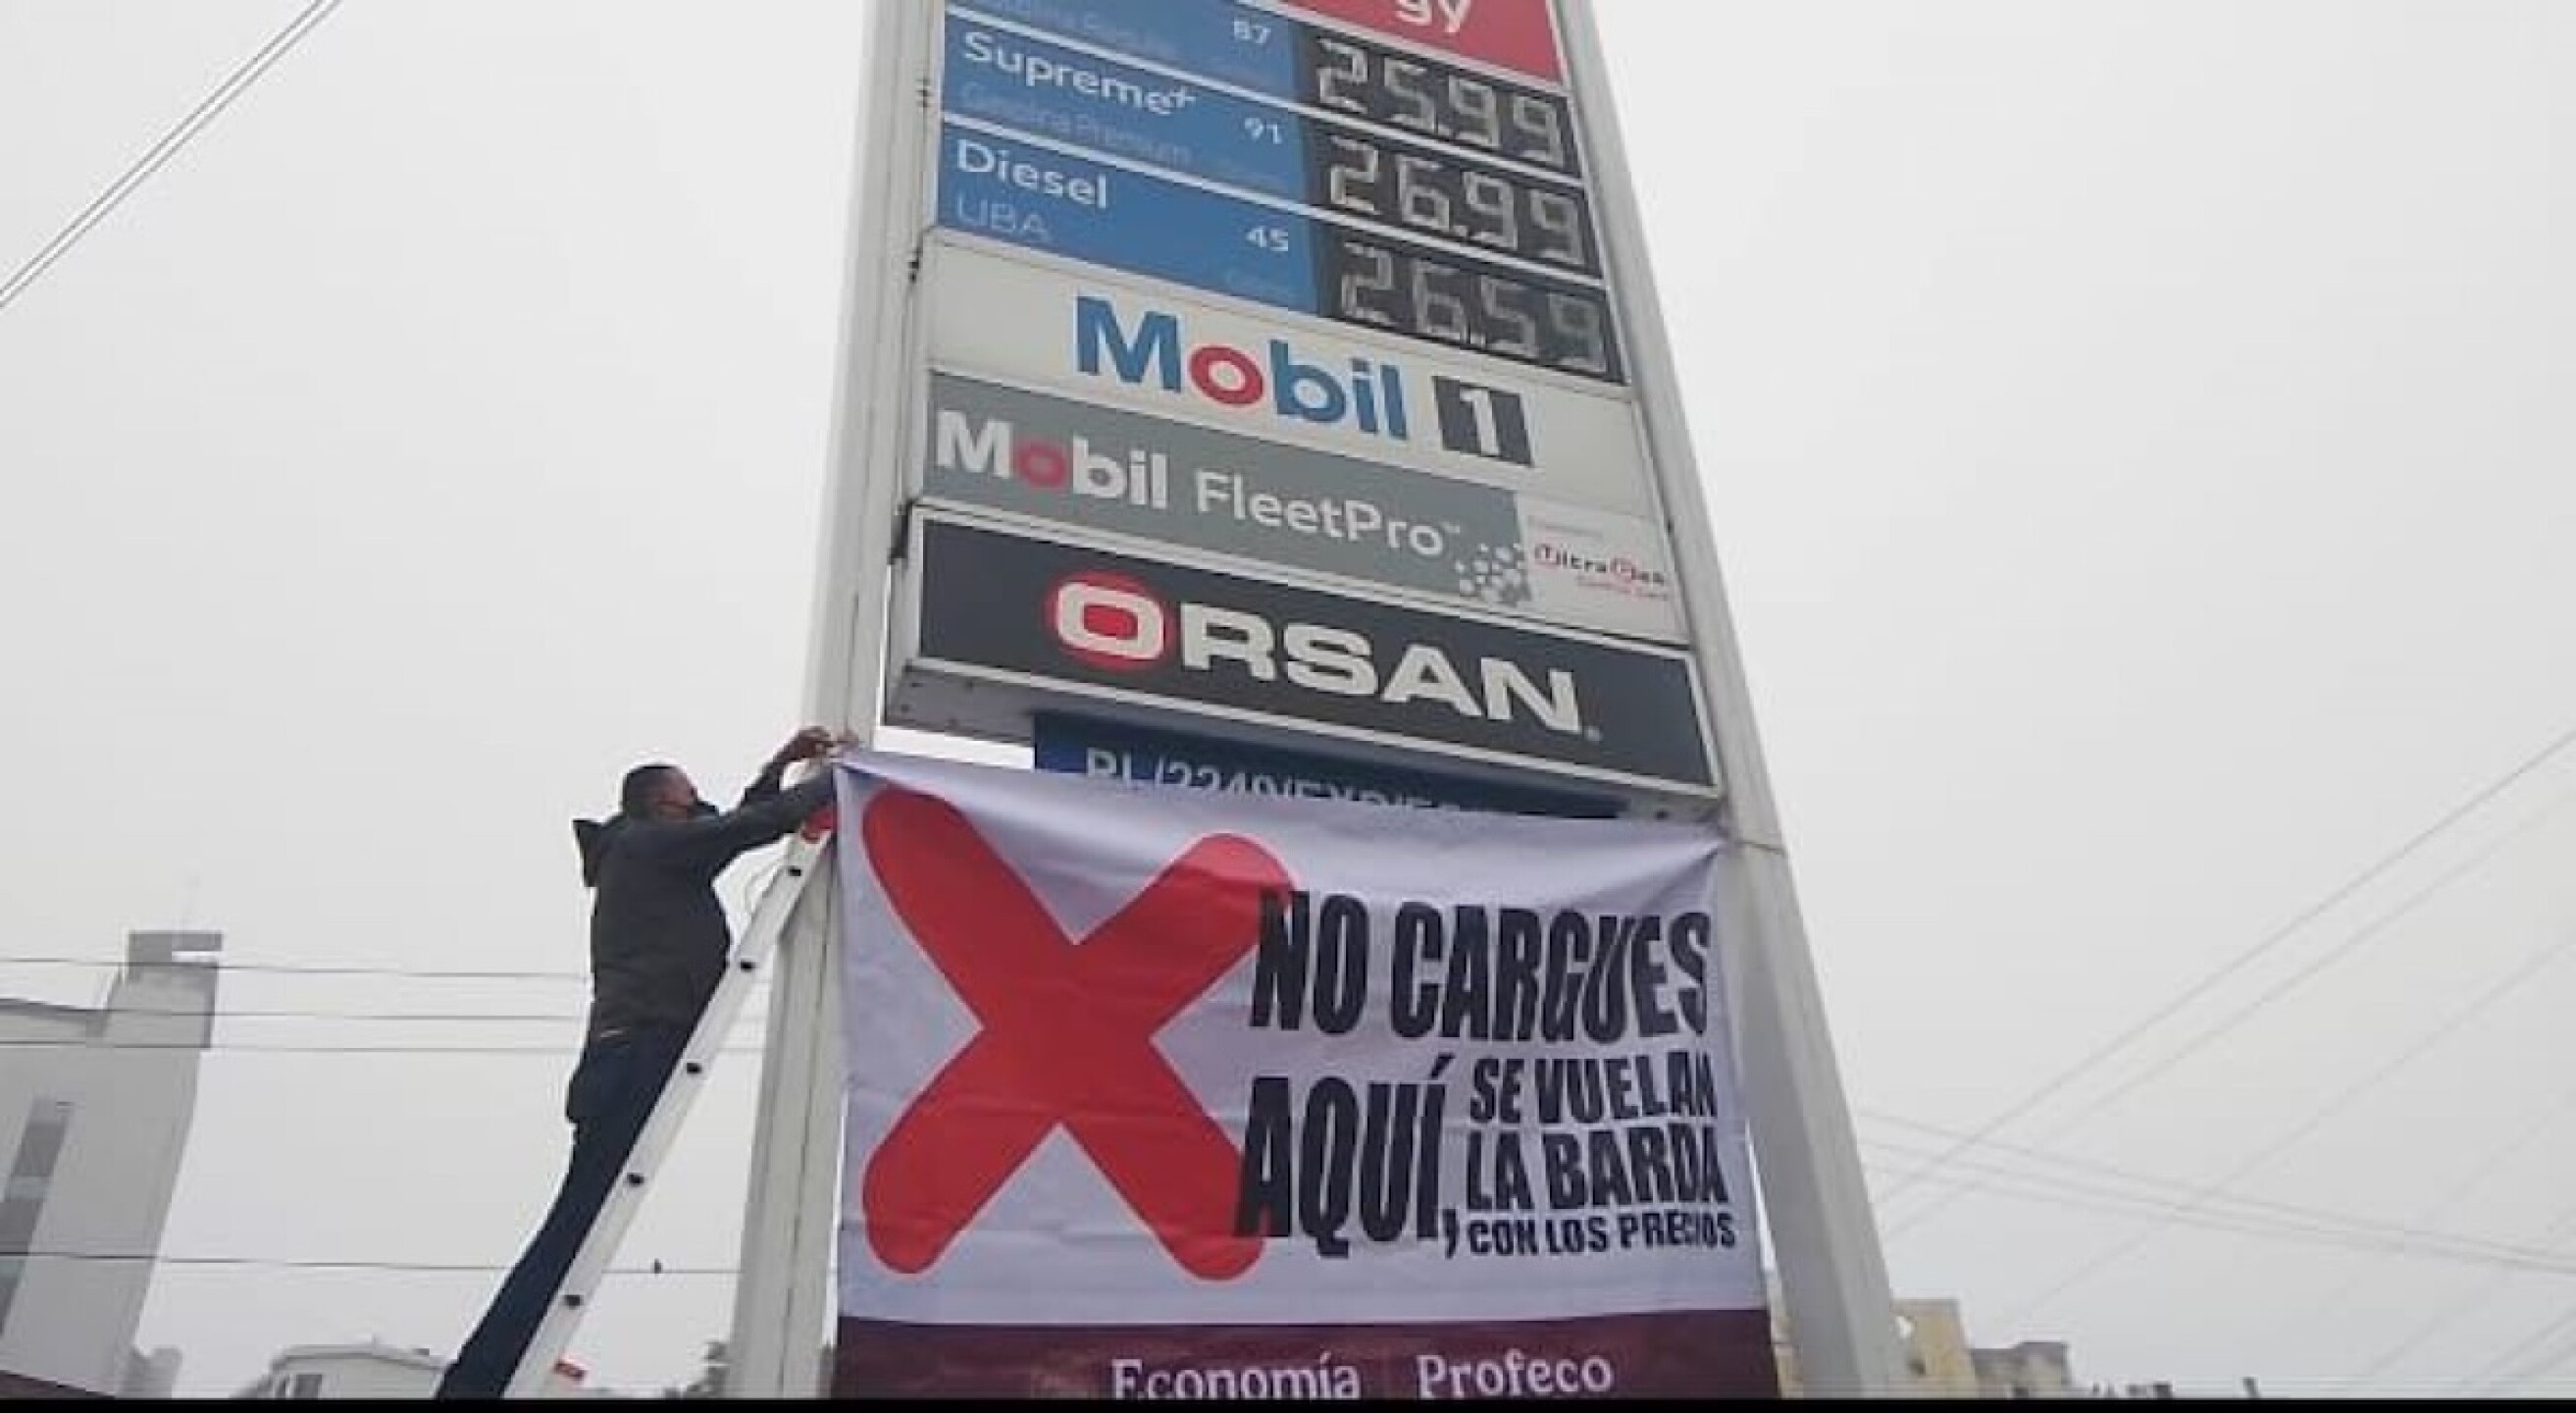 87 25.99
Supreme+ 91 26.99
Diesel
UBA 45 26.59
Mobil 1
Mobil FleetPro
ORSAN
NO CARGUES
AQUÍ, SE VUELAN
LA BARDA
CON LOS PRECIOS
Economía Profeco